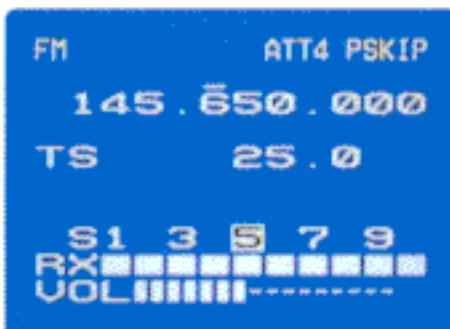 FM ATT4 PSKIP
145.650.000
TS 25.0
S1 3 5 7 9
RX
VOL